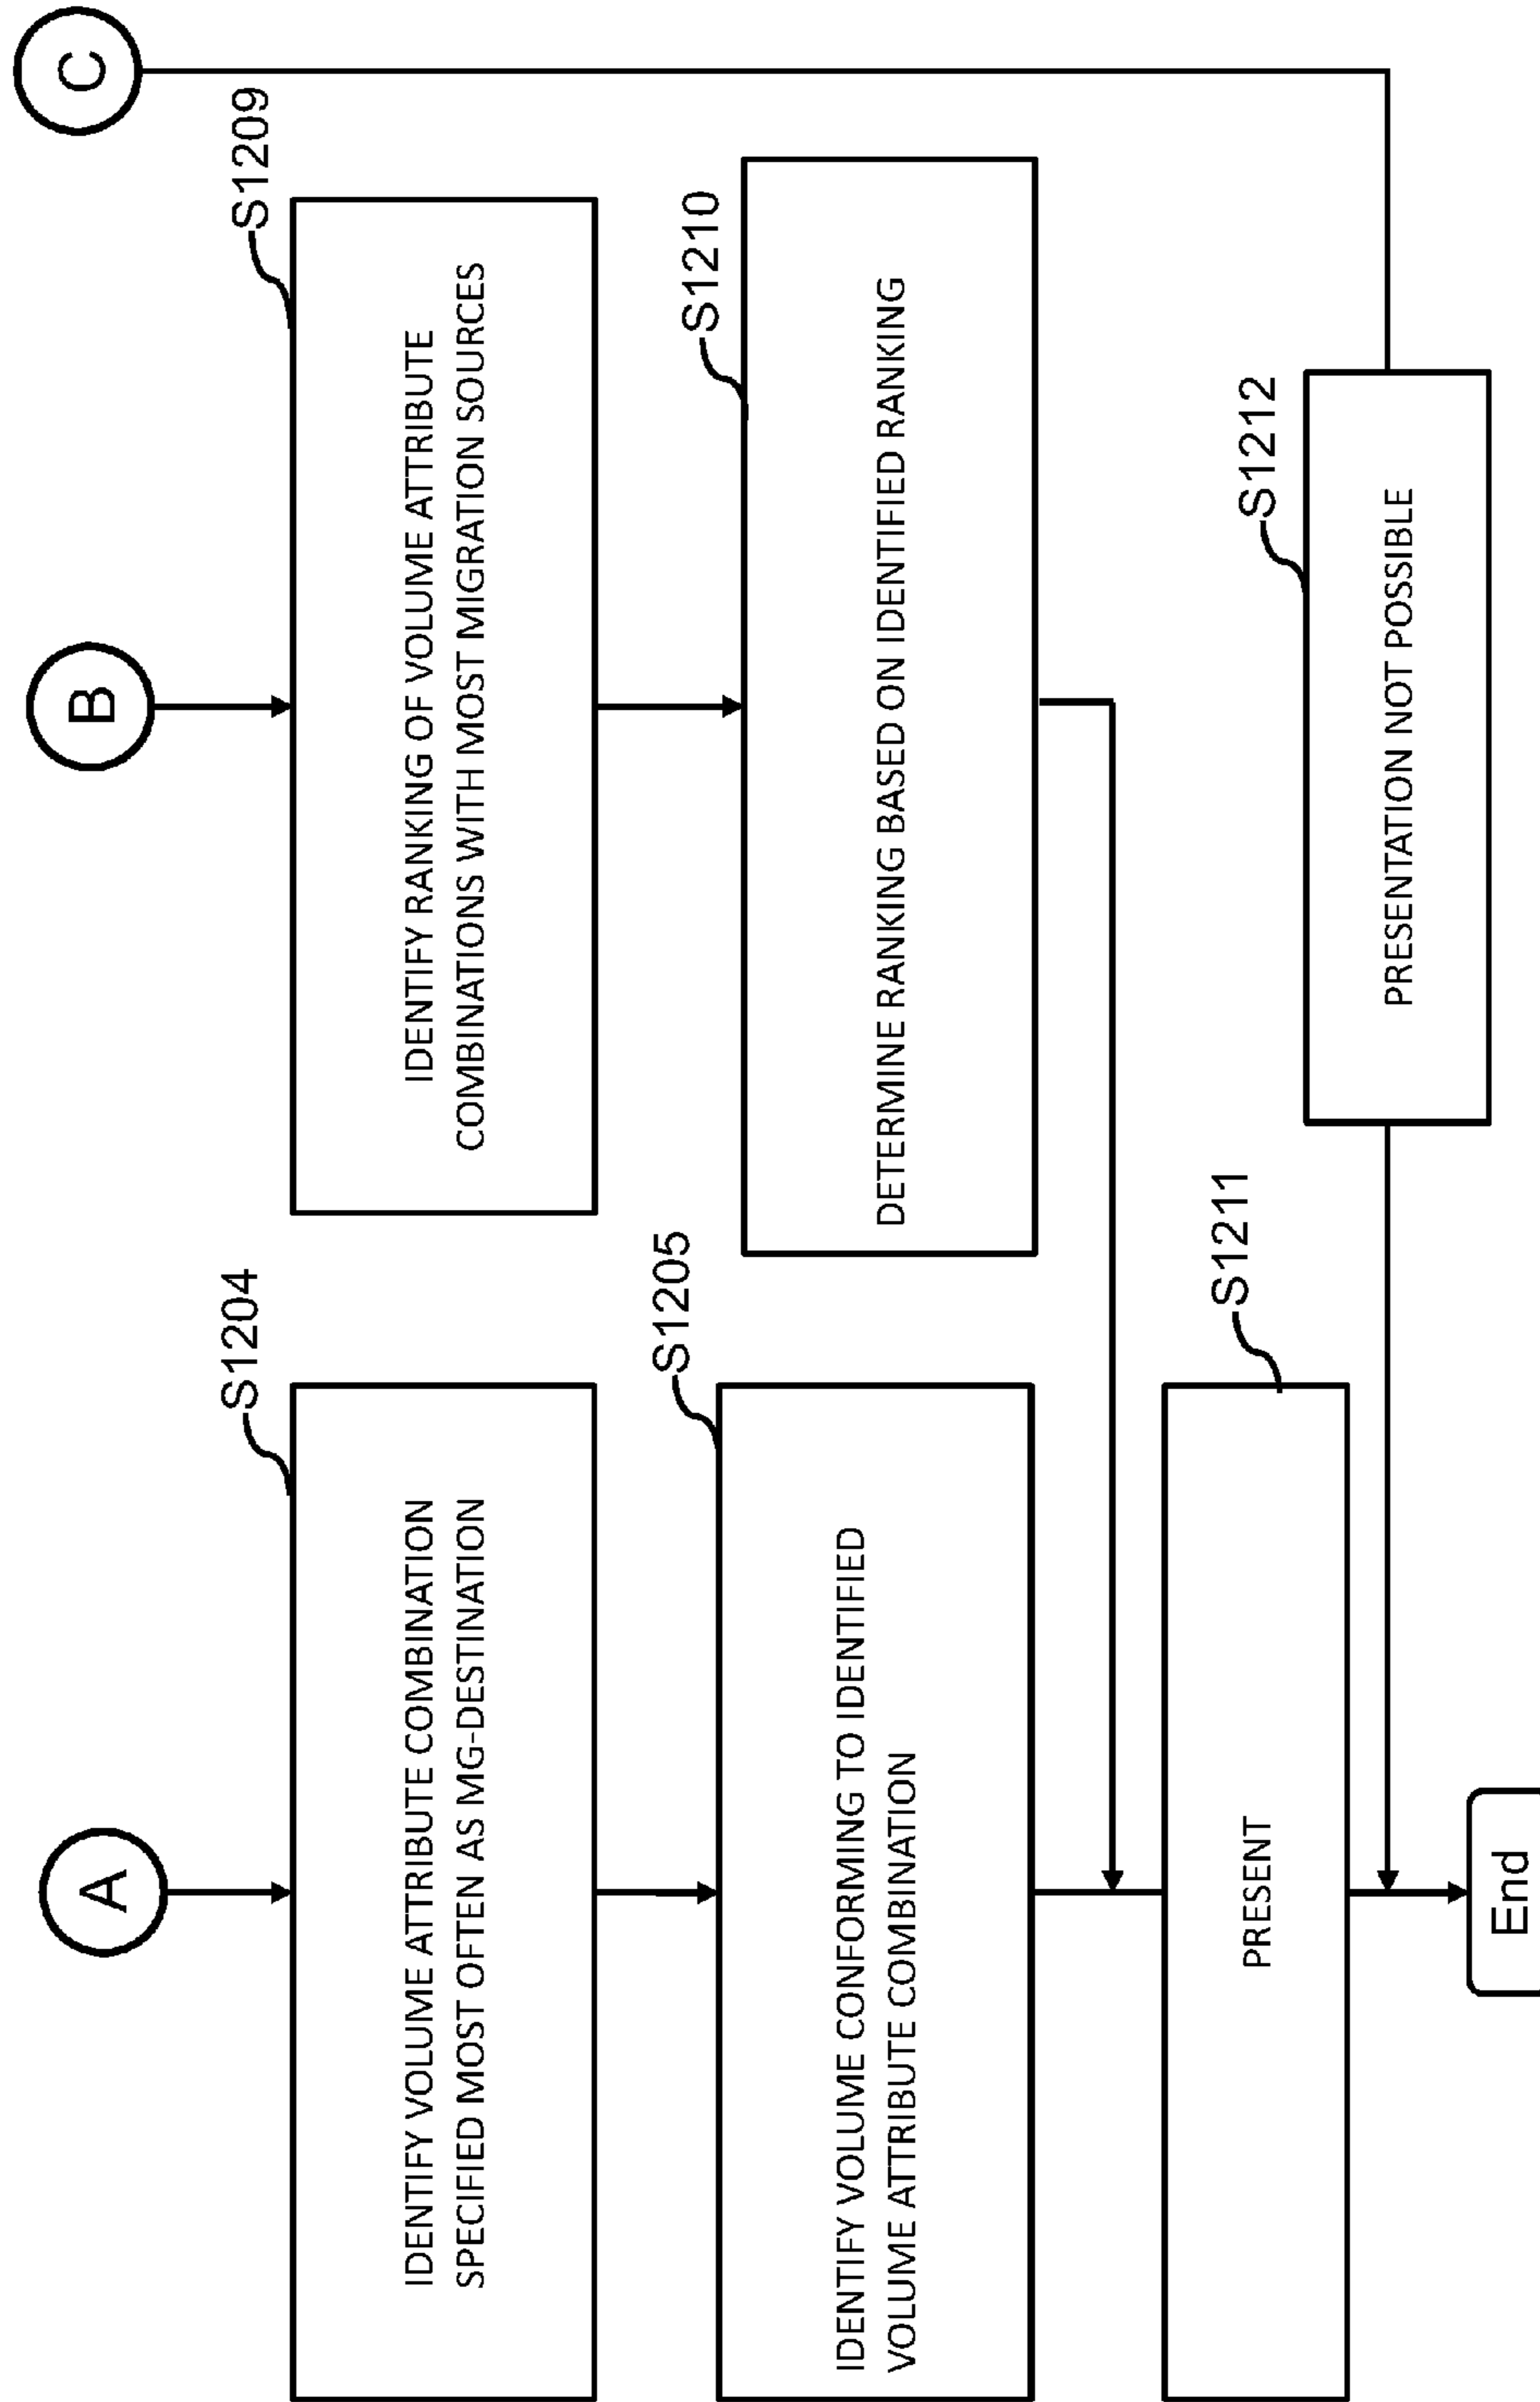 A
S1204
IDENTIFY VOLUME ATTRIBUTE COMBINATION
SPECIFIED MOST OFTEN AS MG-DESTINATION
S1205
IDENTIFY VOLUME CONFORMING TO IDENTIFIED
VOLUME ATTRIBUTE COMBINATION
S1211
PRESENT
End
B
S1209
IDENTIFY RANKING OF VOLUME ATTRIBUTE
COMBINATIONS WITH MOST MIGRATION SOURCES
S1210
DETERMINE RANKING BASED ON IDENTIFIED RANKING
C
S1212
PRESENTATION NOT POSSIBLE